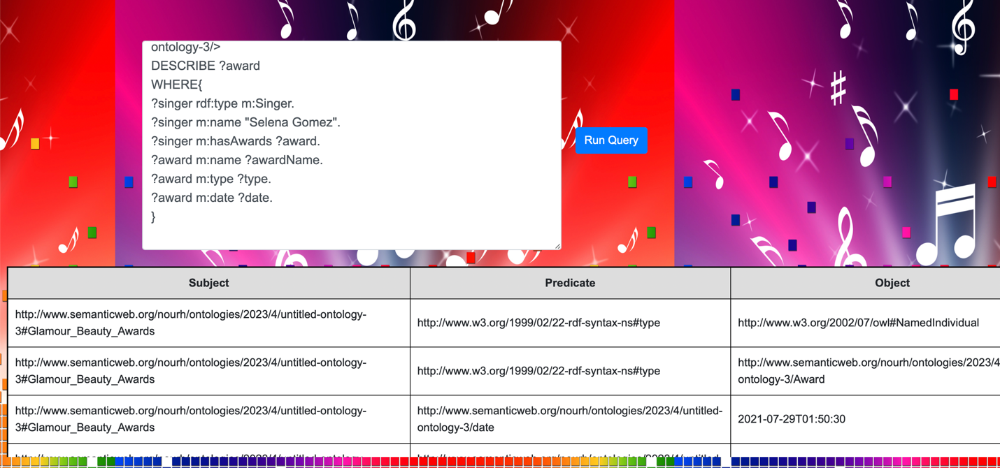 ontology-3/>
DESCRIBE ?award
WHERE{
?singer rdf:type m:Singer.
?singer m:name "Selena Gomez".
?singer m:hasAwards ?award.
?award m:name ?awardName.
?award m:type ?type.
?award m:date ?date.
}
Run Query
Subject Predicate Object
http://www.semanticweb.org/nourh/ontologies/2023/4/untitled-ontology-
3#Glamour_Beauty_Awards
http://www.w3.org/1999/02/22-rdf-syntax-ns#type
http://www.w3.org/2002/07/owl#NamedIndividual
http://www.semanticweb.org/nourh/ontologies/2023/4/untitled-ontology-
3#Glamour_Beauty_Awards
http://www.w3.org/1999/02/22-rdf-syntax-ns#type
http://www.semanticweb.org/nourh/ontologies/2023/4
ontology-3/Award
http://www.semanticweb.org/nourh/ontologies/2023/4/untitled-ontology-
3#Glamour_Beauty_Awards
http://www.semanticweb.org/nourh/ontologies/2023/4/untitled-
ontology-3/date
2021-07-29T01:50:30